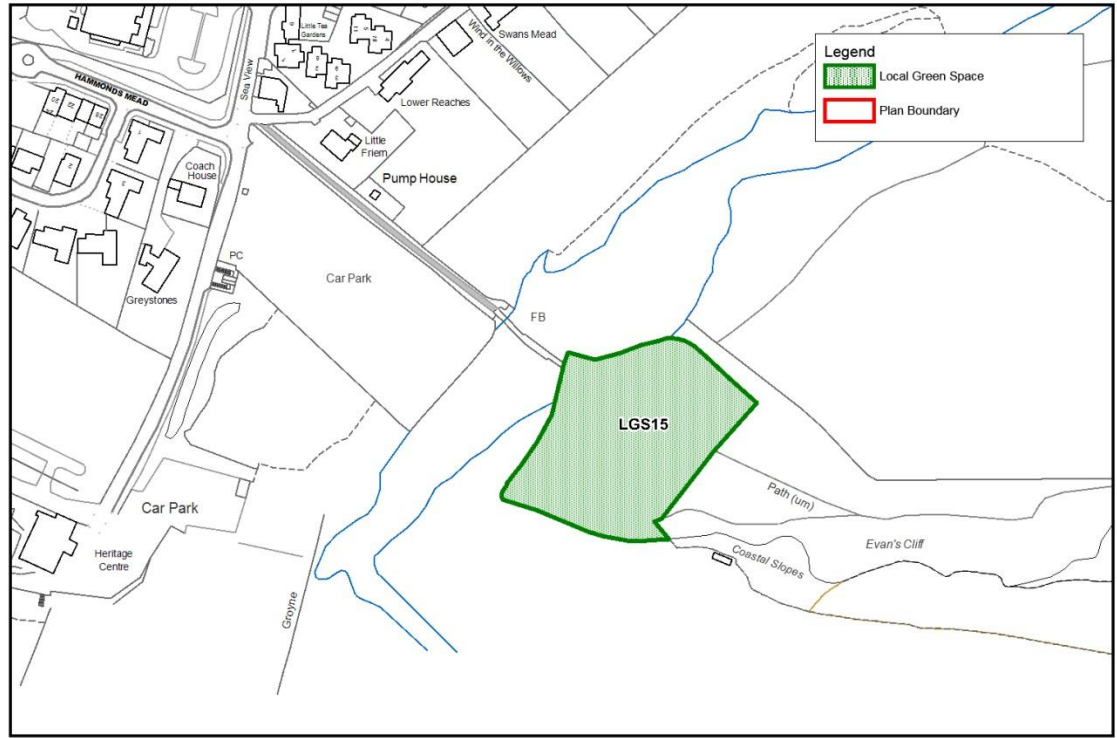 Little Tea
Gardens
Swans Mead
Wind in the Willows
Sea View
HAMMONDS MEAD
Lower Reaches
Little
Friem
Pump House
Coach
House
PC
Greystones
Car Park
FB
Legend
Local Green Space
Plan Boundary
LGS15
Path (um)
Evan's Cliff
Coastal Slopes
Car Park
Heritage
Centre
Groyne